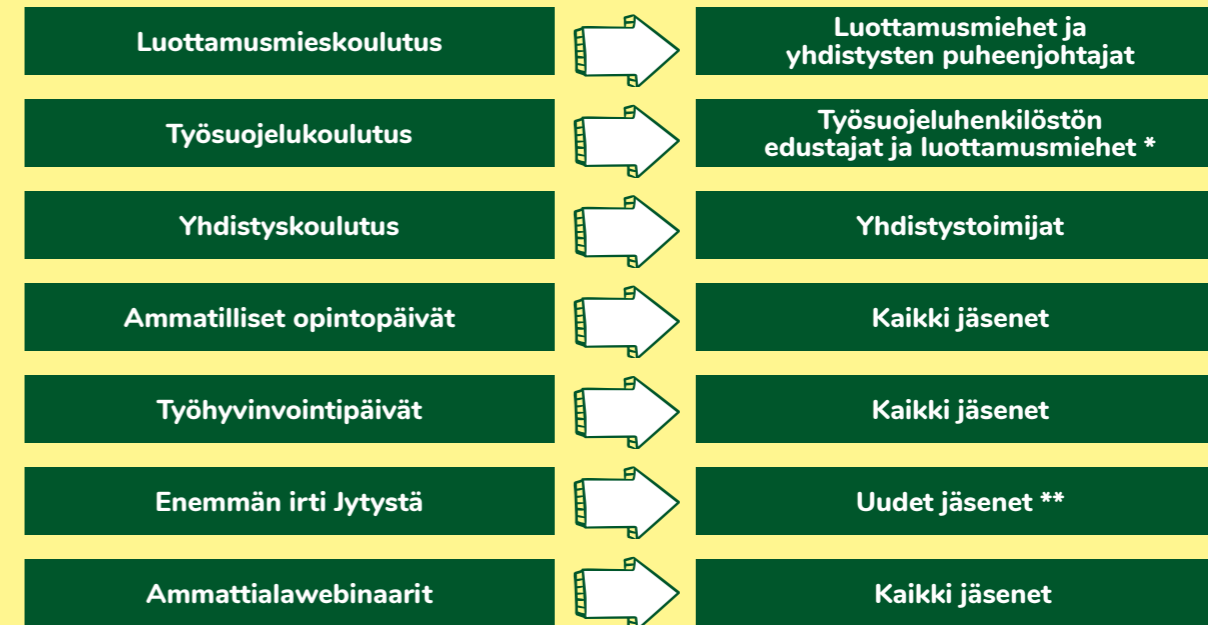 Luottamusmieskoulutus
Luottamusmiehet ja
yhdistysten puheenjohtajat
Työsuojelukoulutus
Työsuojeluhenkilöstön
edustajat ja luottamusmiehet *
Yhdistyskoulutus
Yhdistystoimijat
Ammatilliset opintopäivät
Kaikki jäsenet
Työhyvinvointipäivät
Kaikki jäsenet
Enemmän irti Jytystä
Uudet jäsenet **
Ammattialawebinaarit
Kaikki jäsenet